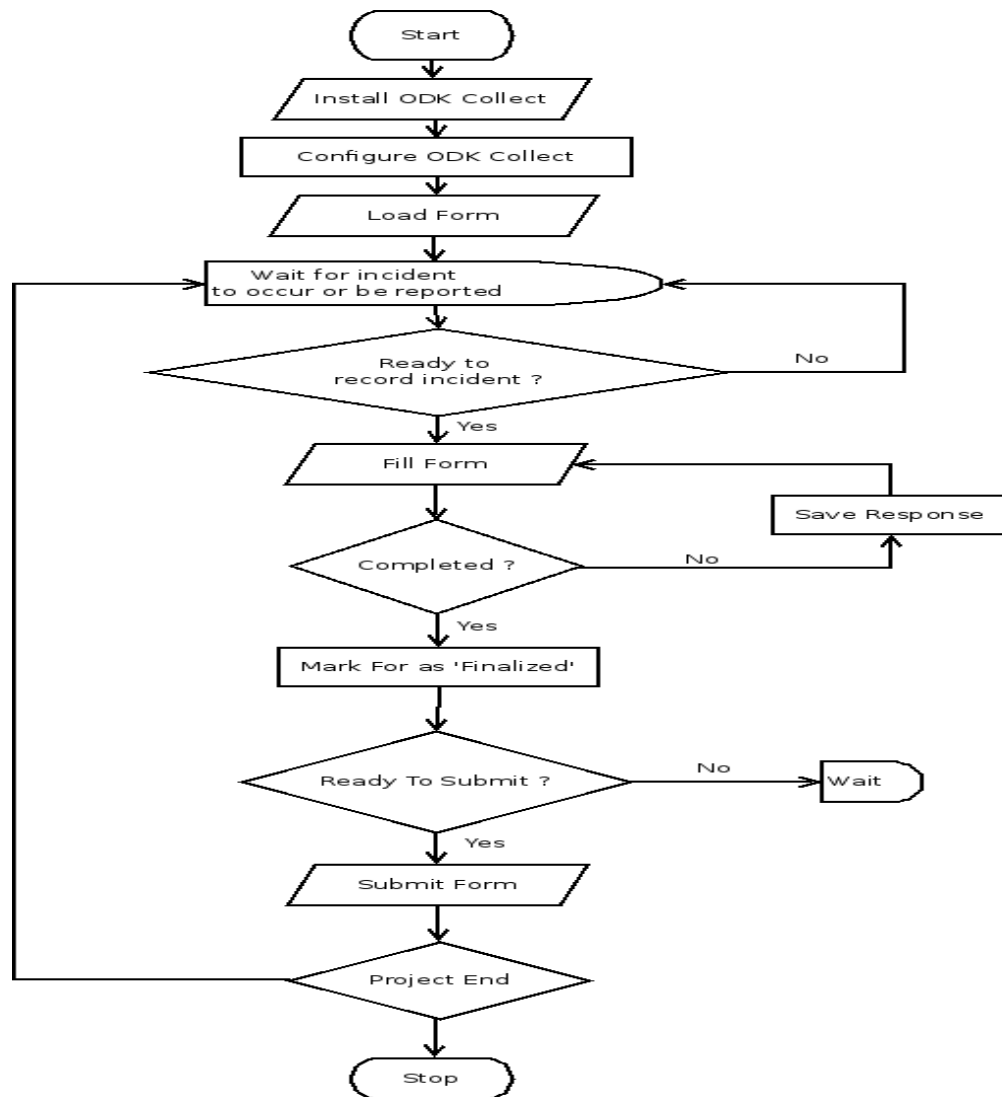 Start
Install ODK Collect
Configure ODK Collect
Load Form
Wait for incident
to occur or be reported
Ready to
record incident ?
No
Yes
Fill Form
Save Response
Completed ?
No
Yes
Mark For as 'Finalized'
Ready To Submit ?
No
Wait
Yes
Submit Form
Project End
Stop